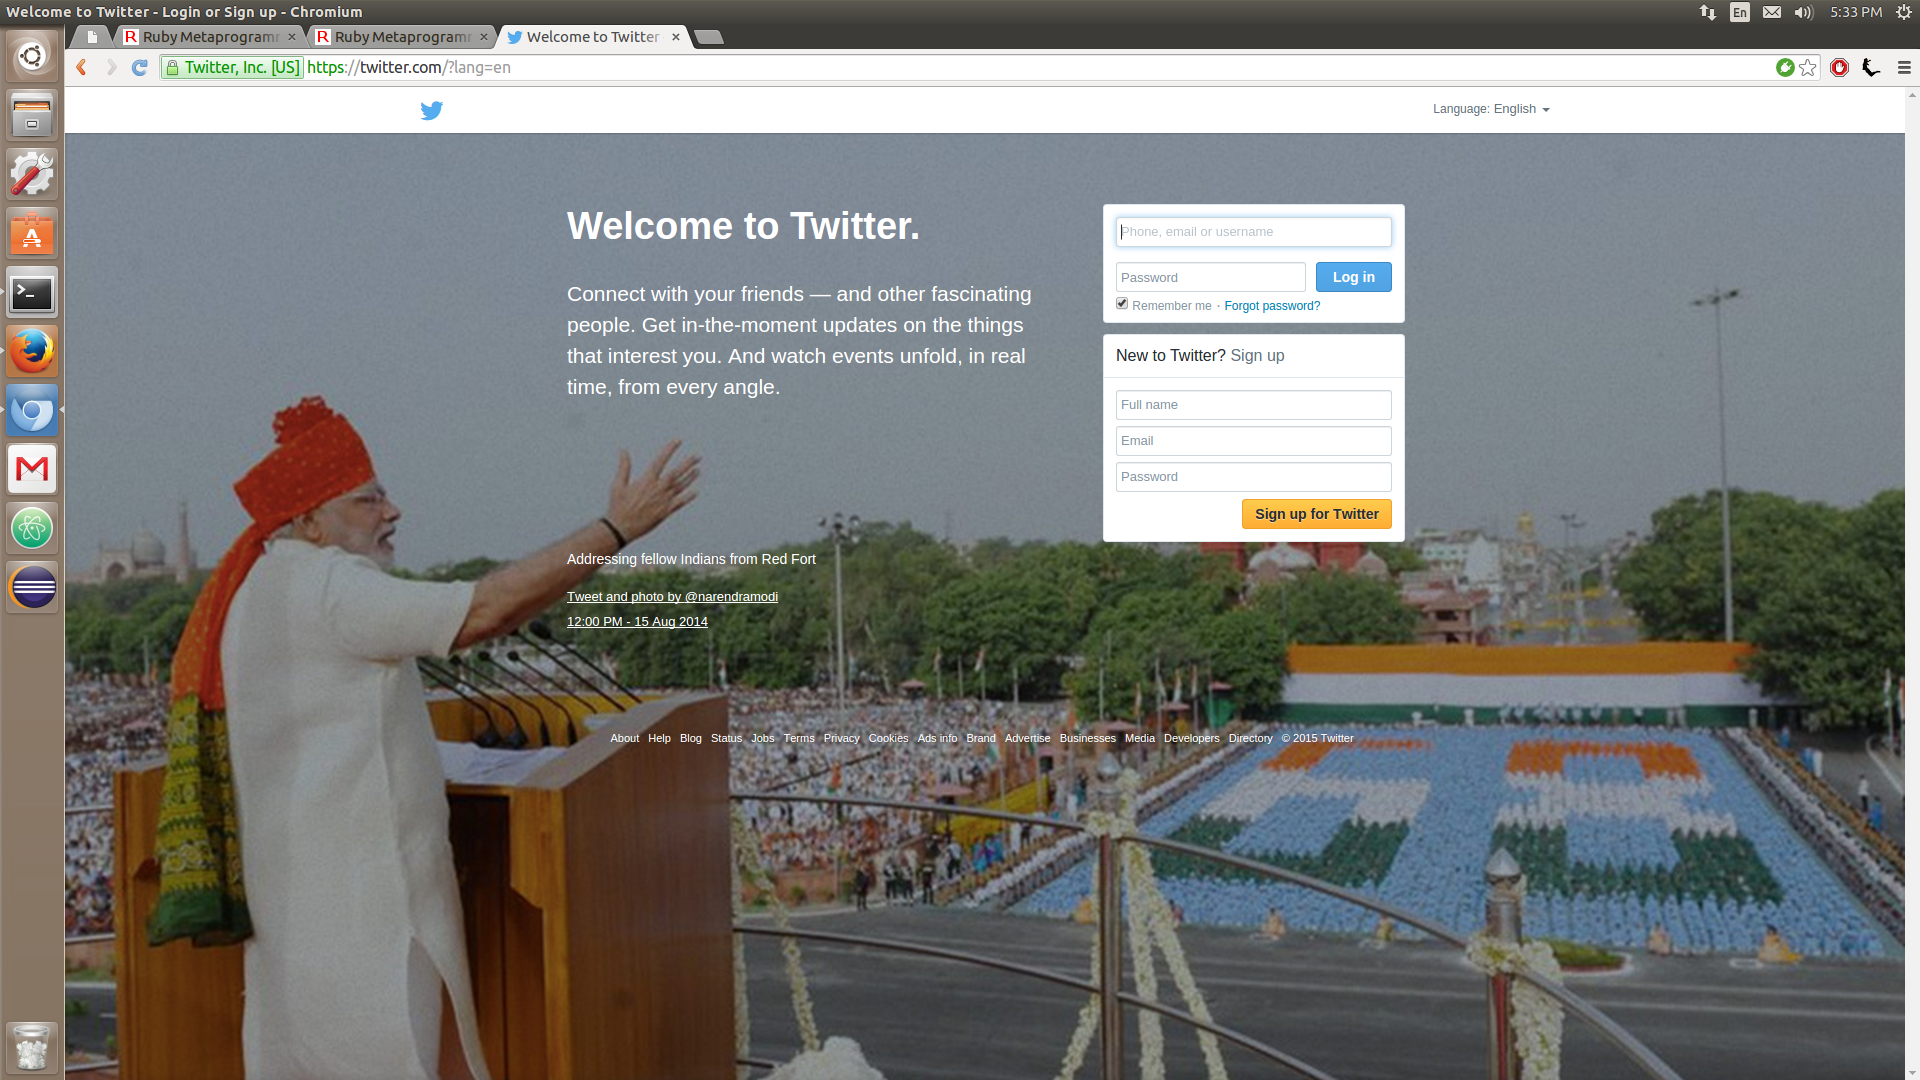 Welcome to Twitter - Login or Sign up - Chromium
En
5:33 PM
Ruby Metaprogramm
Ruby Metaprogramm
Welcome to Twitter
Twitter, Inc. [US] https://twitter.com/?lang=en
Language: English
Welcome to Twitter.
Connect with your friends — and other fascinating
people. Get in-the-moment updates on the things
that interest you. And watch events unfold, in real
time, from every angle.
Phone, email or username
Password
Log in
Remember me · Forgot password?
New to Twitter? Sign up
Full name
Email
Password
Sign up for Twitter
Addressing fellow Indians from Red Fort
Tweet and photo by @narendramodi
12:00 PM - 15 Aug 2014
About Help Blog Status Jobs Terms Privacy Cookies Ads info Brand Advertise Businesses Media Developers Directory © 2015 Twitter